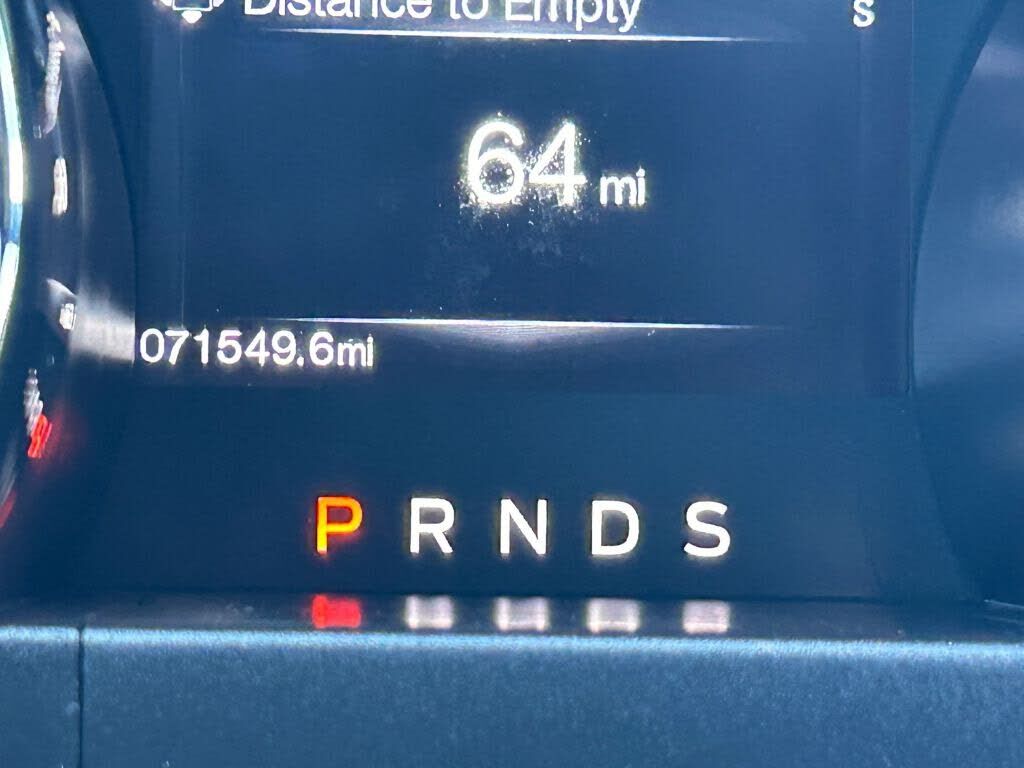 Distance to Empty
S
64 mi
071549.6mi
P R N D S